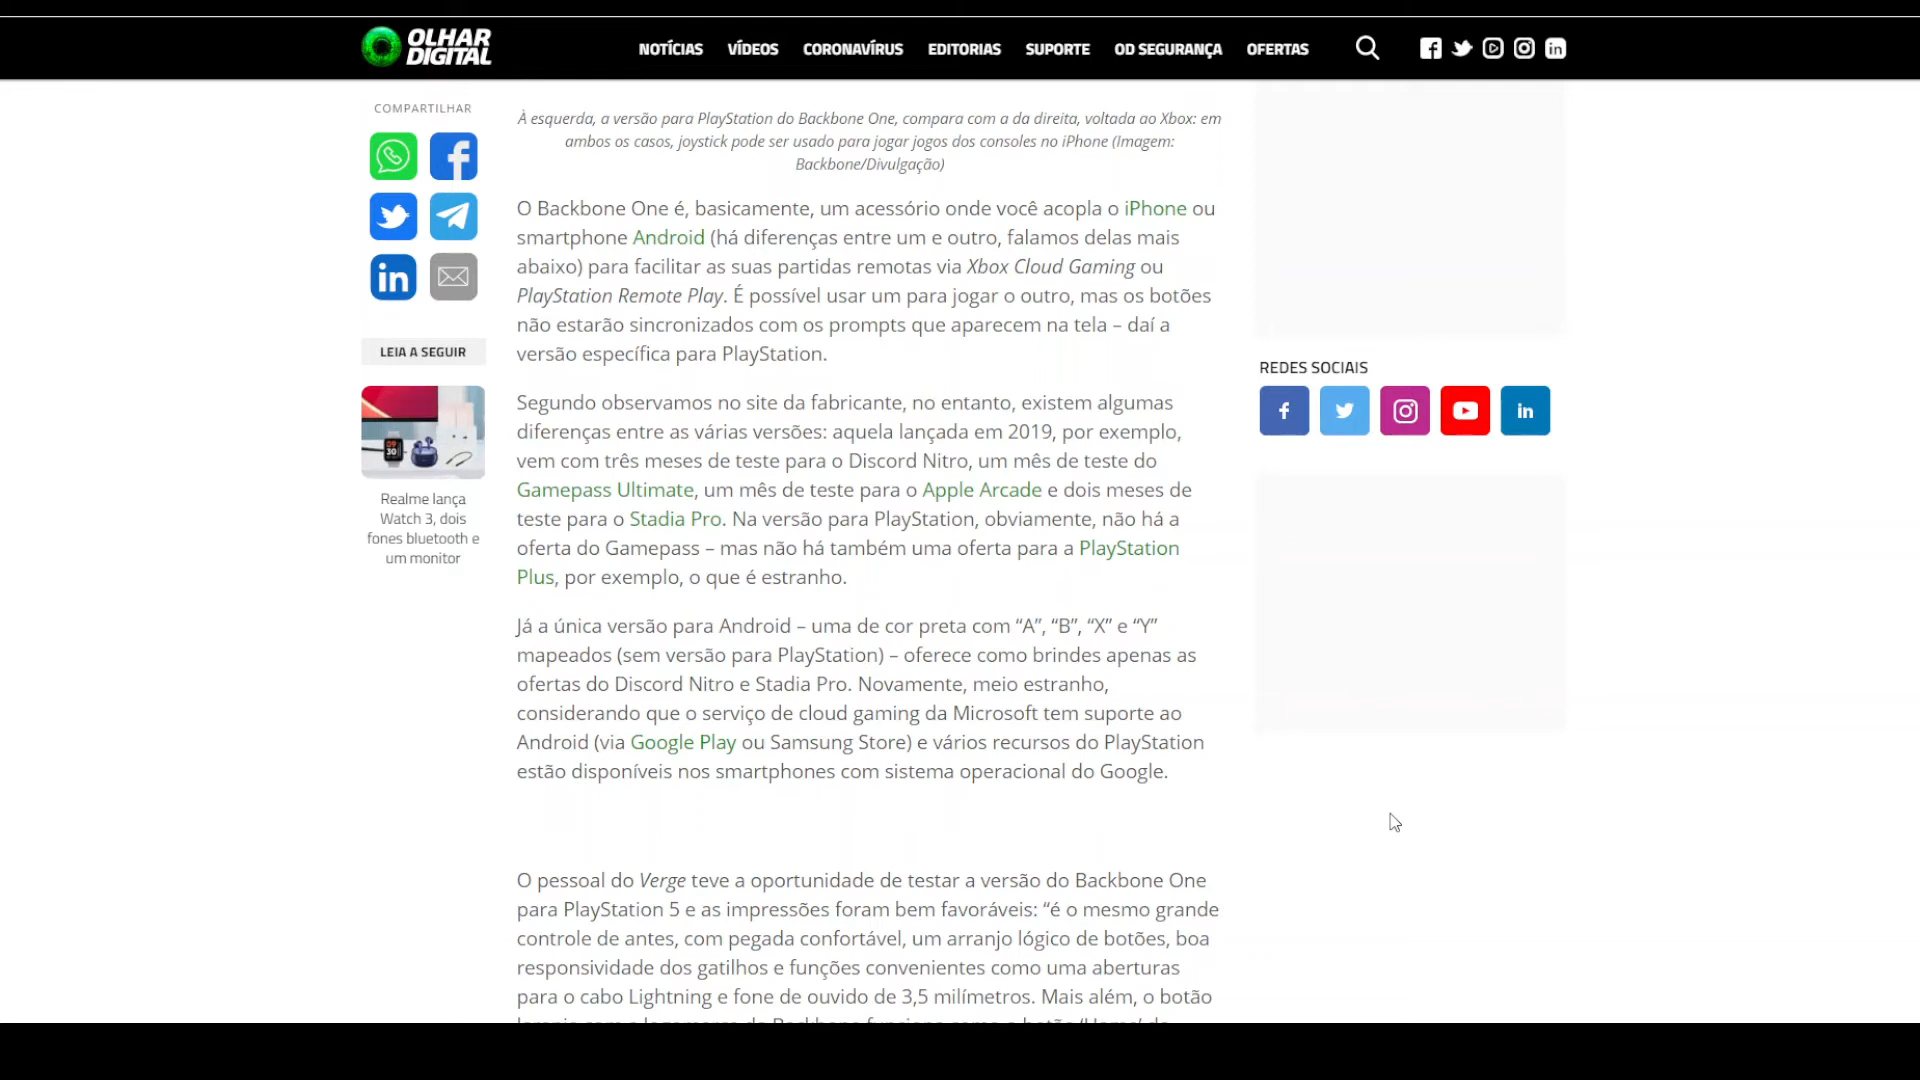 OLHAR DIGITAL
NOTÍCIAS VÍDEOS CORONAVÍRUS EDITORIAS SUPORTE OD SEGURANÇA OFERTAS
COMPARTILHAR
LEIA A SEGUIR
Realme lança
Watch 3, dois
fones bluetooth e
um monitor
À esquerda, a versão para PlayStation do Backbone One, compara com a da direita, voltada ao Xbox: em
ambos os casos, joystick pode ser usado para jogar jogos dos consoles no iPhone (Imagem:
Backbone/Divulgação)
O Backbone One é, basicamente, um acessório onde você acopla o iPhone ou
smartphone Android (há diferenças entre um e outro, falamos delas mais
abaixo) para facilitar as suas partidas remotas via Xbox Cloud Gaming ou
PlayStation Remote Play. É possível usar um para jogar o outro, mas os botões
não estarão sincronizados com os prompts que aparecem na tela – daí a
versão específica para PlayStation.
Segundo observamos no site da fabricante, no entanto, existem algumas
diferenças entre as várias versões: aquela lançada em 2019, por exemplo,
vem com três meses de teste para o Discord Nitro, um mês de teste do
Gamepass Ultimate, um mês de teste para o Apple Arcade e dois meses de
teste para o Stadia Pro. Na versão para PlayStation, obviamente, não há a
oferta do Gamepass – mas não há também uma oferta para a PlayStation
Plus, por exemplo, o que é estranho.
Já a única versão para Android – uma de cor preta com “A”, “B”, “X” e “Y”
mapeados (sem versão para PlayStation) – oferece como brindes apenas as
ofertas do Discord Nitro e Stadia Pro. Novamente, meio estranho,
considerando que o serviço de cloud gaming da Microsoft tem suporte ao
Android (via Google Play ou Samsung Store) e vários recursos do PlayStation
estão disponíveis nos smartphones com sistema operacional do Google.
O pessoal do Verge teve a oportunidade de testar a versão do Backbone One
para PlayStation 5 e as impressões foram bem favoráveis: “é o mesmo grande
controle de antes, com pegada confortável, um arranjo lógico de botões, boa
responsividade dos gatilhos e funções convenientes como uma aberturas
para o cabo Lightning e fone de ouvido de 3,5 milímetros. Mais além, o botão
REDES SOCIAIS